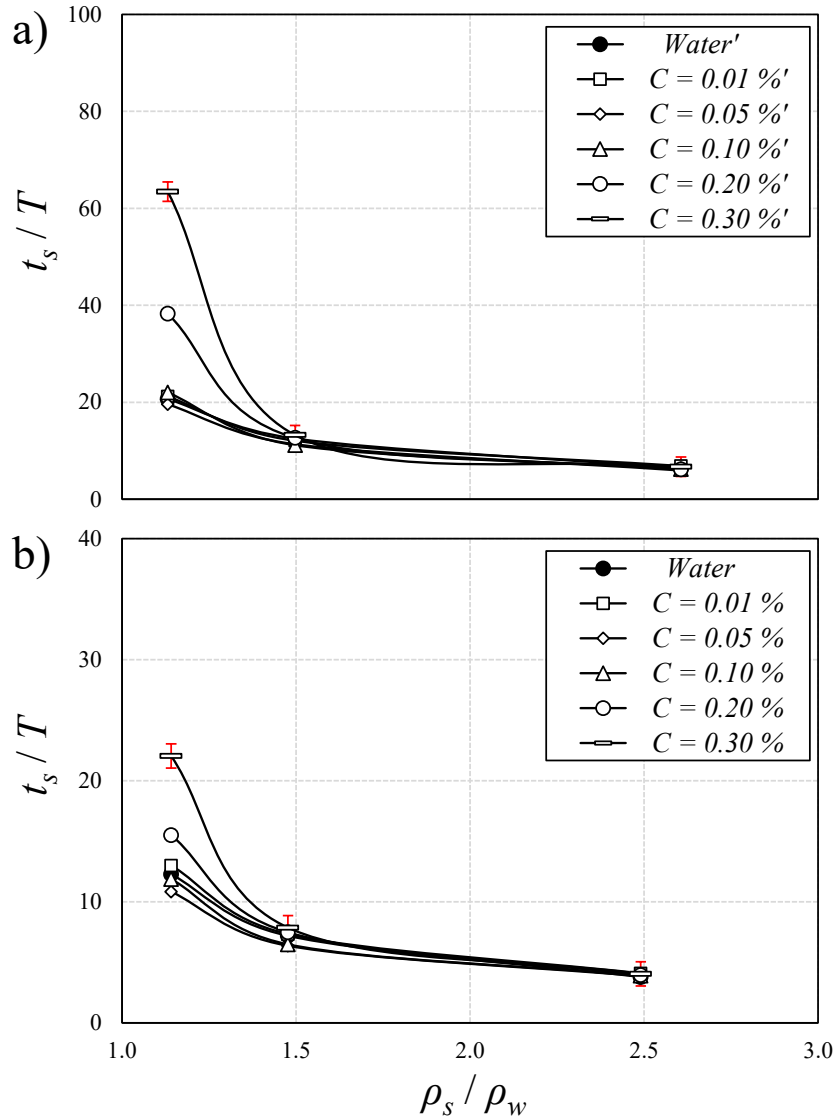 a)
100
80
60
40
20
0
t_s / T
Water'
C = 0.01 %'
C = 0.05 %'
C = 0.10 %'
C = 0.20 %'
C = 0.30 %'
b)
40
30
20
10
0
t_s / T
Water
C = 0.01 %
C = 0.05 %
C = 0.10 %
C = 0.20 %
C = 0.30 %
1.0 1.5 2.0 2.5 3.0
ρ_s / ρ_w